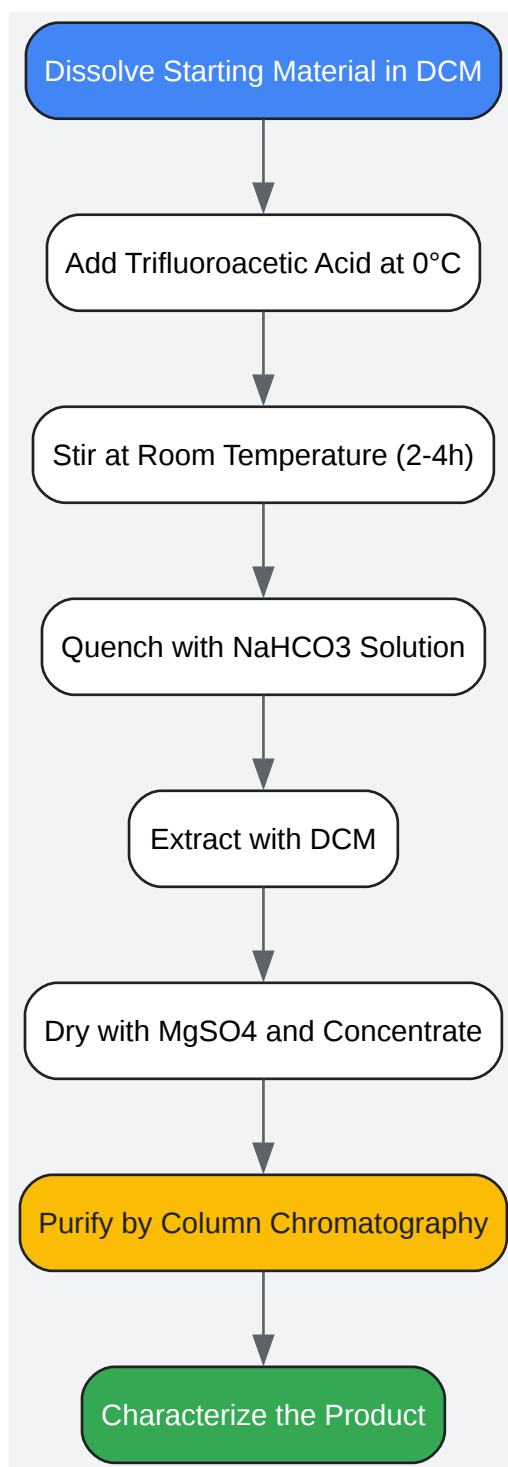 Dissolve Starting Material in DCM
Add Trifluoroacetic Acid at 0°C
Stir at Room Temperature (2-4h)
Quench with NaHCO3 Solution
Extract with DCM
Dry with MgSO4 and Concentrate
Purify by Column Chromatography
Characterize the Product